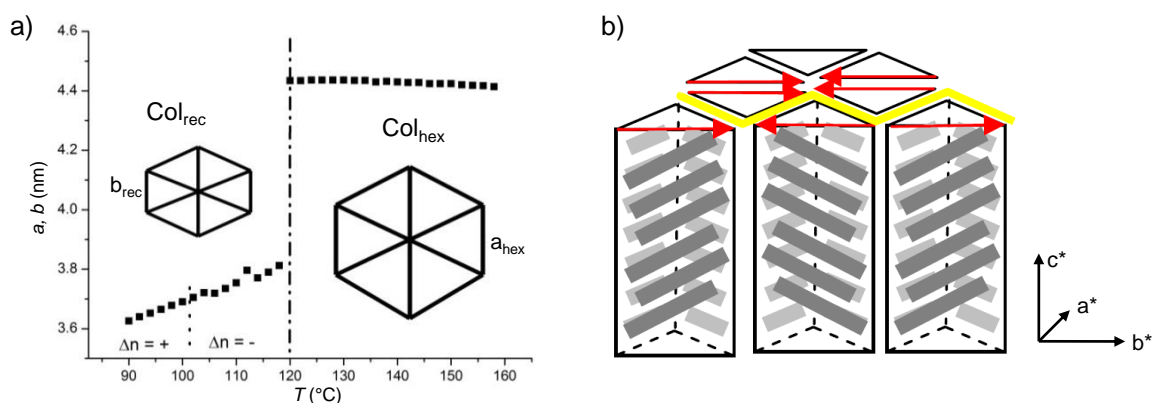 a)
4.6
4.4
4.2
4.0
3.8
3.6
a, b (nm)
Col_rec
b_rec
Col_hex
a_hex
Δn = +
Δn = -
90 100 110 120 130 140 150 160
T (°C)
b)
c*
a*
b*